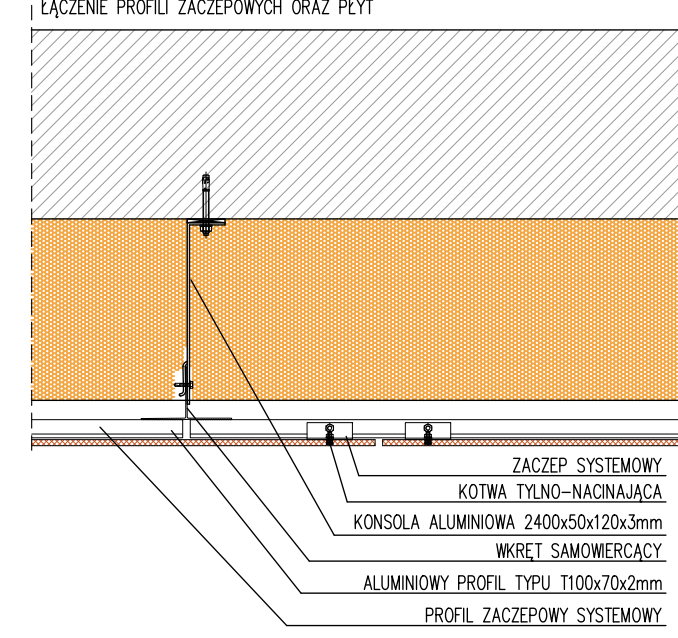 ŁĄCZENIE PROFILI ZACZEPOWYCH ORAZ PŁYT
ZACZEP SYSTEMOWY
KOTWA TYLNO-NACINAJĄCA
KONSOLA ALUMINIOWA 2400x50x120x3mm
WKRĘT SAMOWIERCĄCY
ALUMINIOWY PROFIL TYPU T100x70x2mm
PROFIL ZACZEPOWY SYSTEMOWY